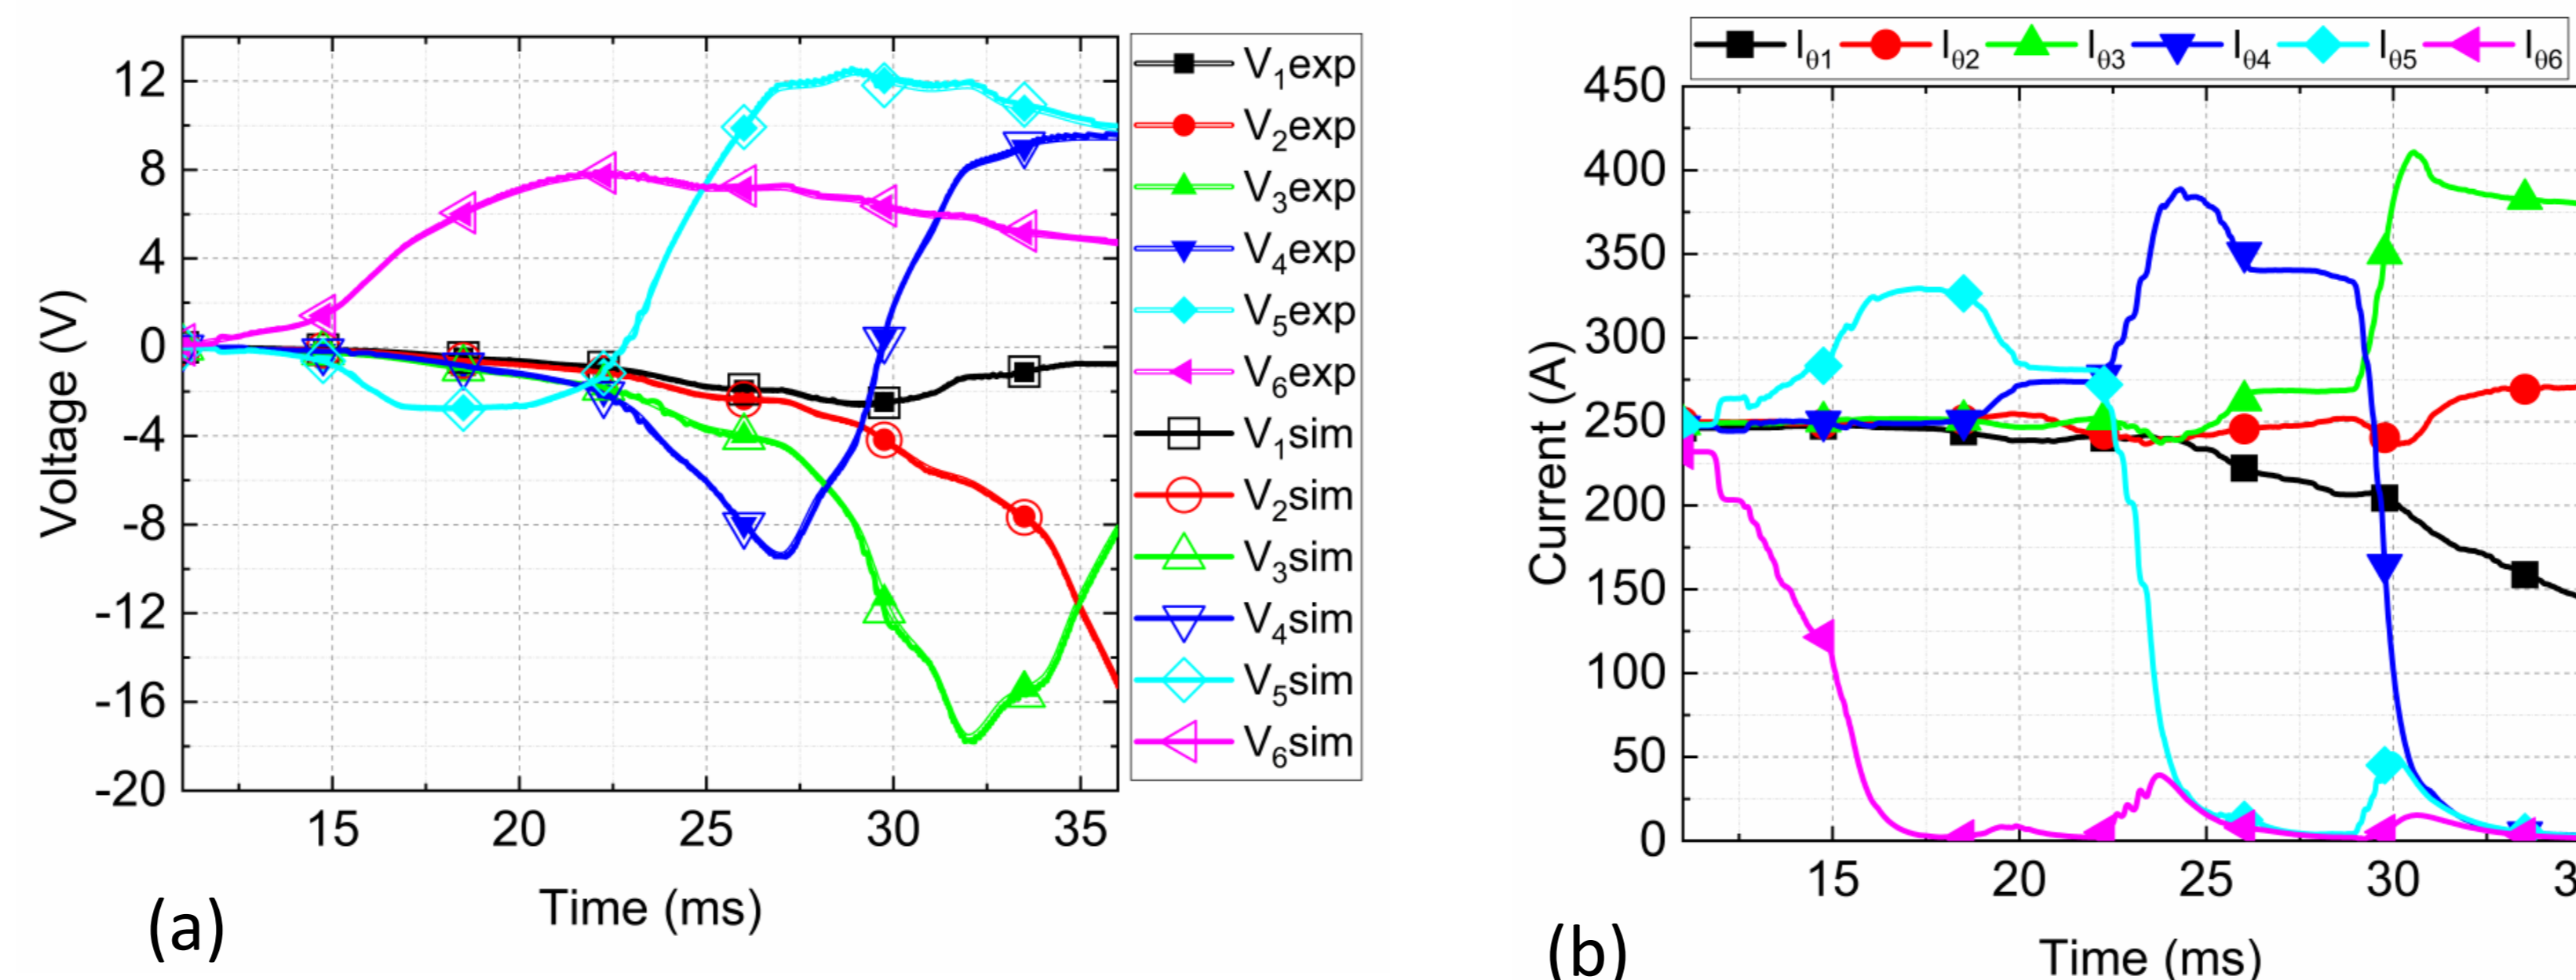 12
8
4
0
-4
-8
-12
-16
-20
Voltage (V)
15 20 25 30 35
Time (ms)
(a)
V1exp
V2exp
V3exp
V4exp
V5exp
V6exp
V1sim
V2sim
V3sim
V4sim
V5sim
V6sim
Iθ1 Iθ2 Iθ3 Iθ4 Iθ5 Iθ6
450
400
350
300
250
200
150
100
50
0
Current (A)
15 20 25 30 3
Time (ms)
(b)